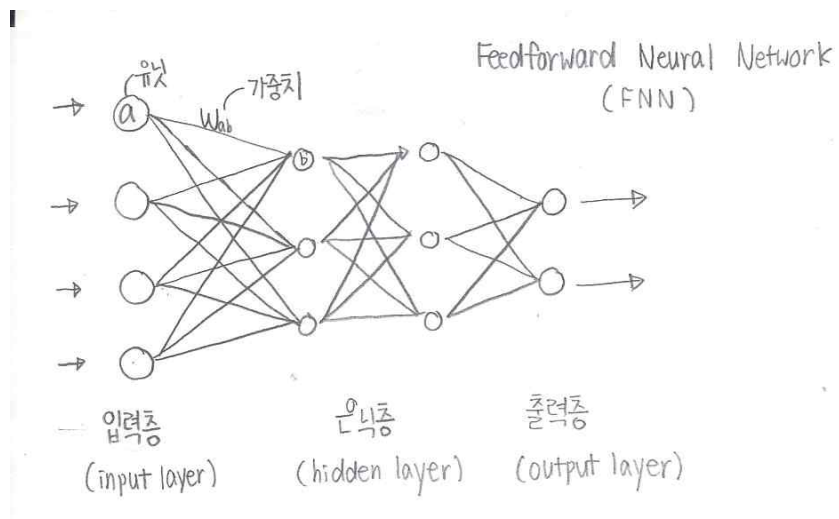 Feedforward Neural Network
(FNN)
유닛
가중치
a
Wab
b
입력층
은닉층
출력층
(input layer)
(hidden layer)
(output layer)